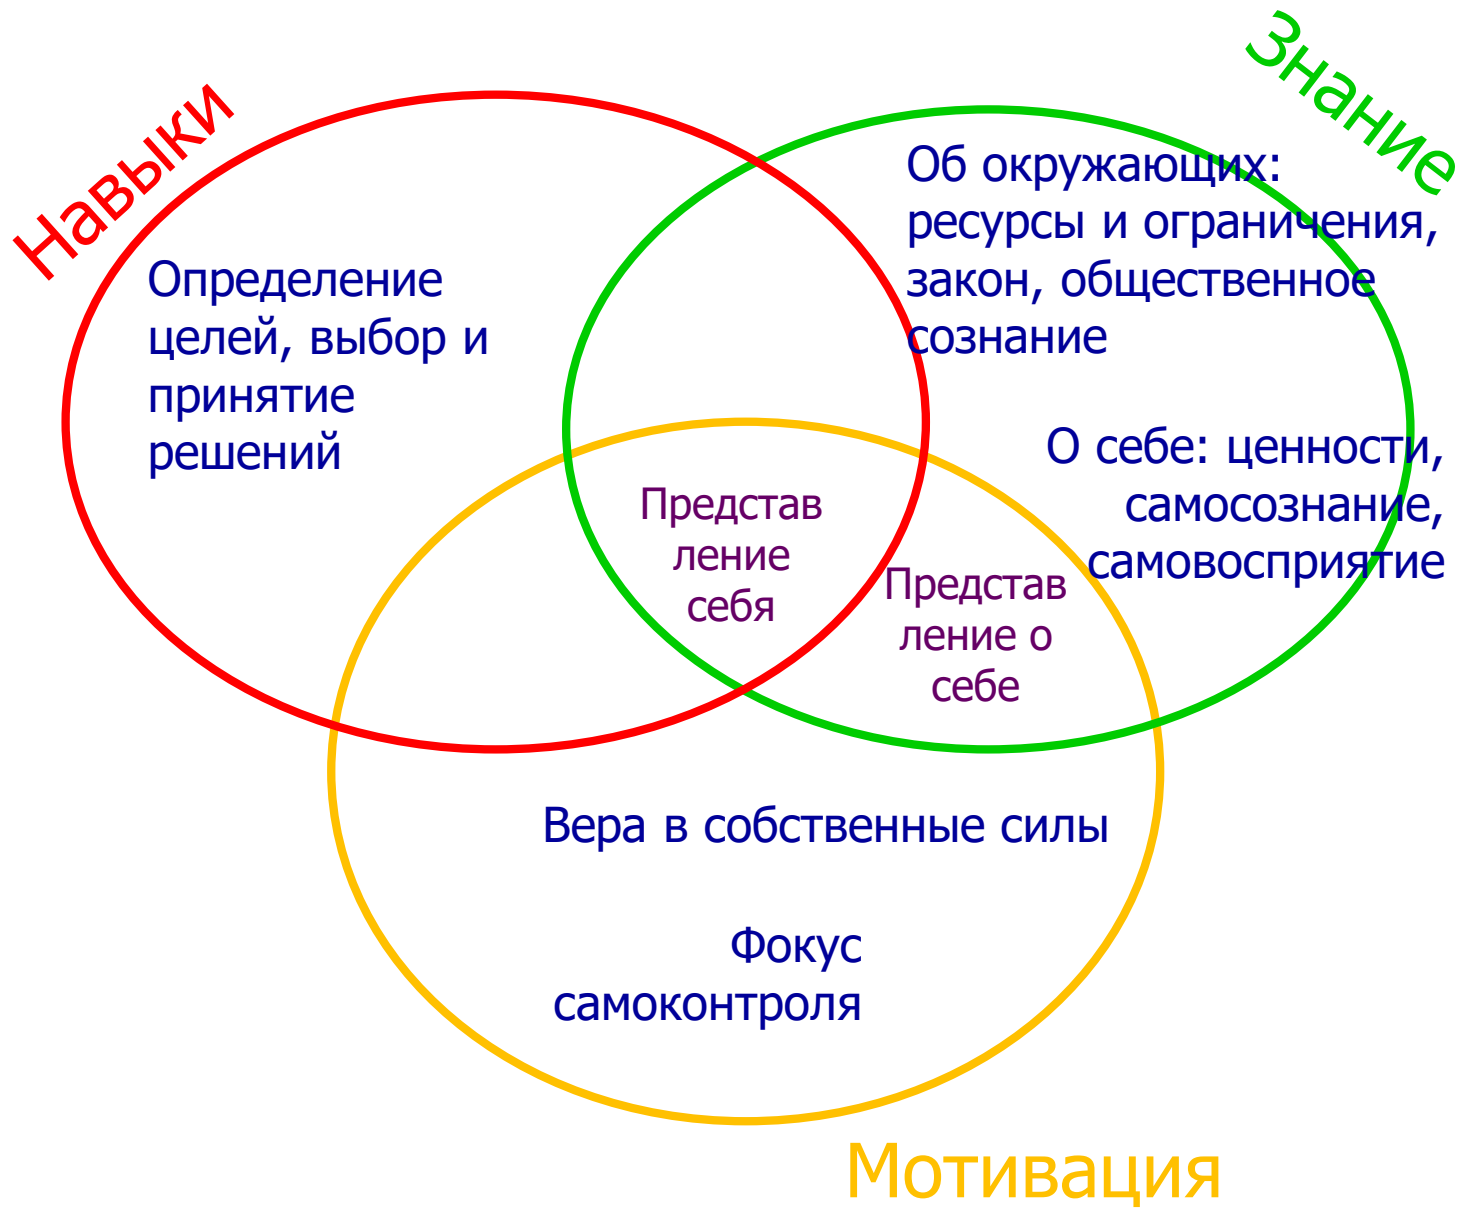 Навыки
Знание
Об окружающих:
ресурсы и ограничения,
закон, общественное
сознание
Определение
целей, выбор и
принятие
решений
О себе: ценности,
самосознание,
самовосприятие
Представ
ление
себя
Представ
ление о
себе
Вера в собственные силы
Фокус
самоконтроля
Мотивация